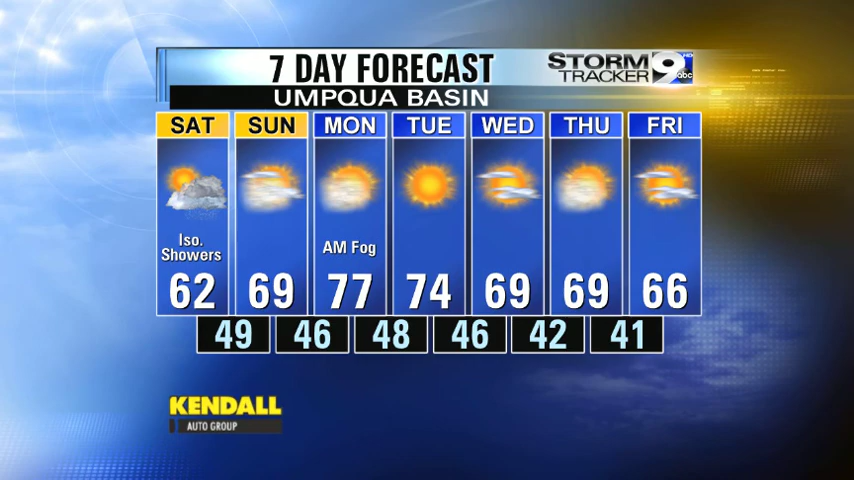 7 DAY FORECAST
STORM
TRACKER 9 HD abc
UMPQUA BASIN
SAT SUN MON TUE WED THU FRI
Iso.
Showers
AM Fog
62 69 77 74 69 69 66
49 46 48 46 42 41
KENDALL
AUTO GROUP